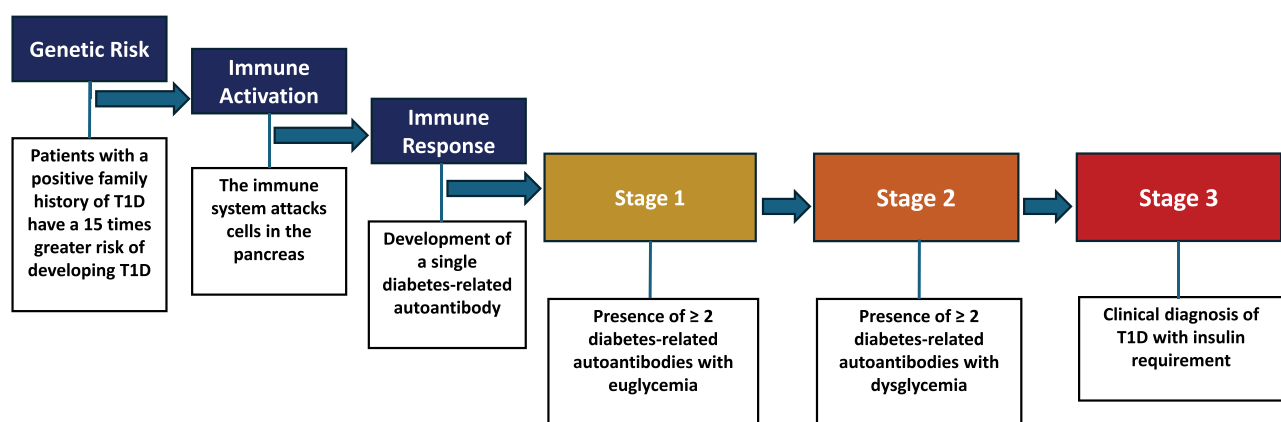 Genetic Risk
Patients with a
positive family
history of T1D
have a 15 times
greater risk of
developing T1D
Immune
Activation
The immune
system attacks
cells in the
pancreas
Immune
Response
Development of
a single
diabetes-related
autoantibody
Stage 1
Presence of ≥ 2
diabetes-related
autoantibodies with
euglycemia
Stage 2
Presence of ≥ 2
diabetes-related
autoantibodies with
dysglycemia
Stage 3
Clinical diagnosis of
T1D with insulin
requirement